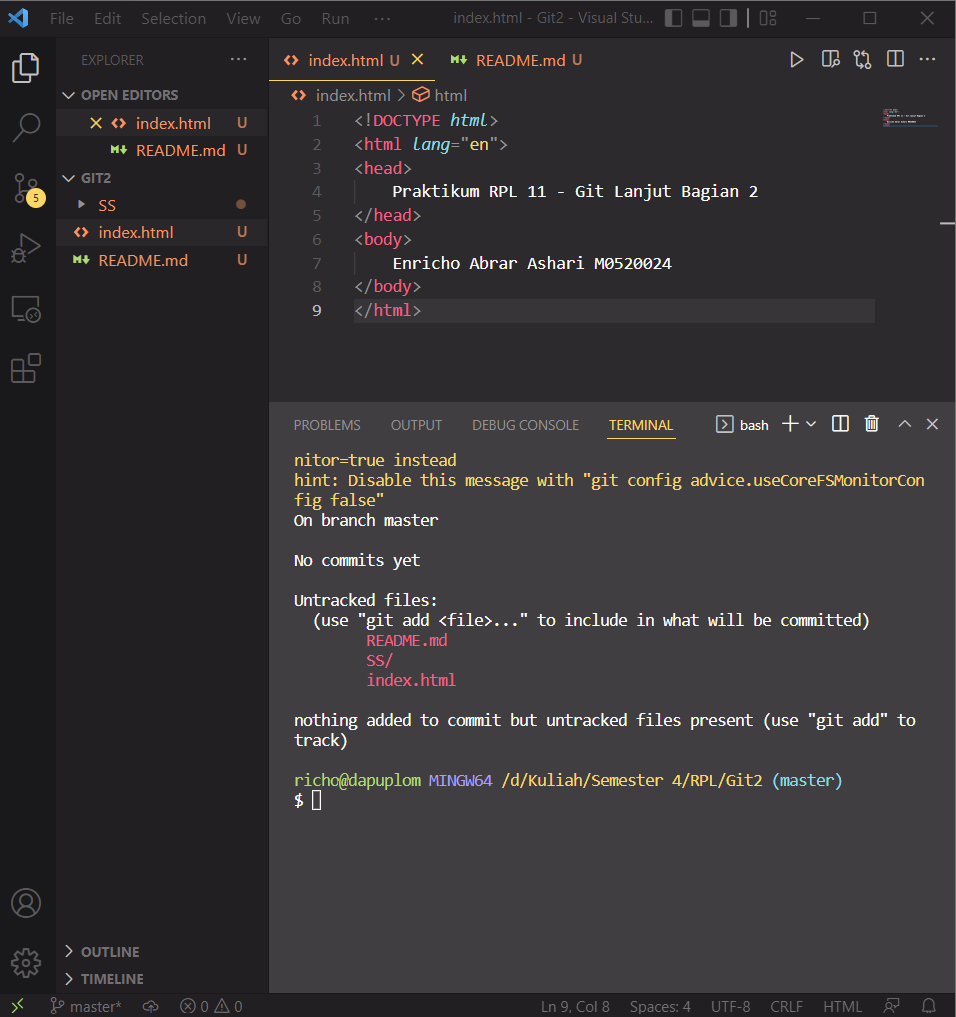 File Edit Selection View Go Run ··· index.html - Git2 - Visual Stu...
EXPLORER ···
OPEN EDITORS
index.html U
README.md U
GIT2
SS
index.html U
README.md U
5
index.html U
README.md U
index.html > html
1 <!DOCTYPE html>
2 <html lang="en">
3 <head>
4 Praktikum RPL 11 - Git Lanjut Bagian 2
5 </head>
6 <body>
7 Enricho Abrar Ashari M0520024
8 </body>
9 </html>
PROBLEMS OUTPUT DEBUG CONSOLE TERMINAL bash
nitor=true instead
hint: Disable this message with "git config advice.useCoreFSMonitorCon
fig false"
On branch master
No commits yet
Untracked files:
(use "git add <file>..." to include in what will be committed)
README.md
SS/
index.html
nothing added to commit but untracked files present (use "git add" to
track)
richo@dapuplom MINGW64 /d/Kuliah/Semester 4/RPL/Git2 (master)
$
OUTLINE
TIMELINE
master* 0 0 Ln 9, Col 8 Spaces: 4 UTF-8 CRLF HTML